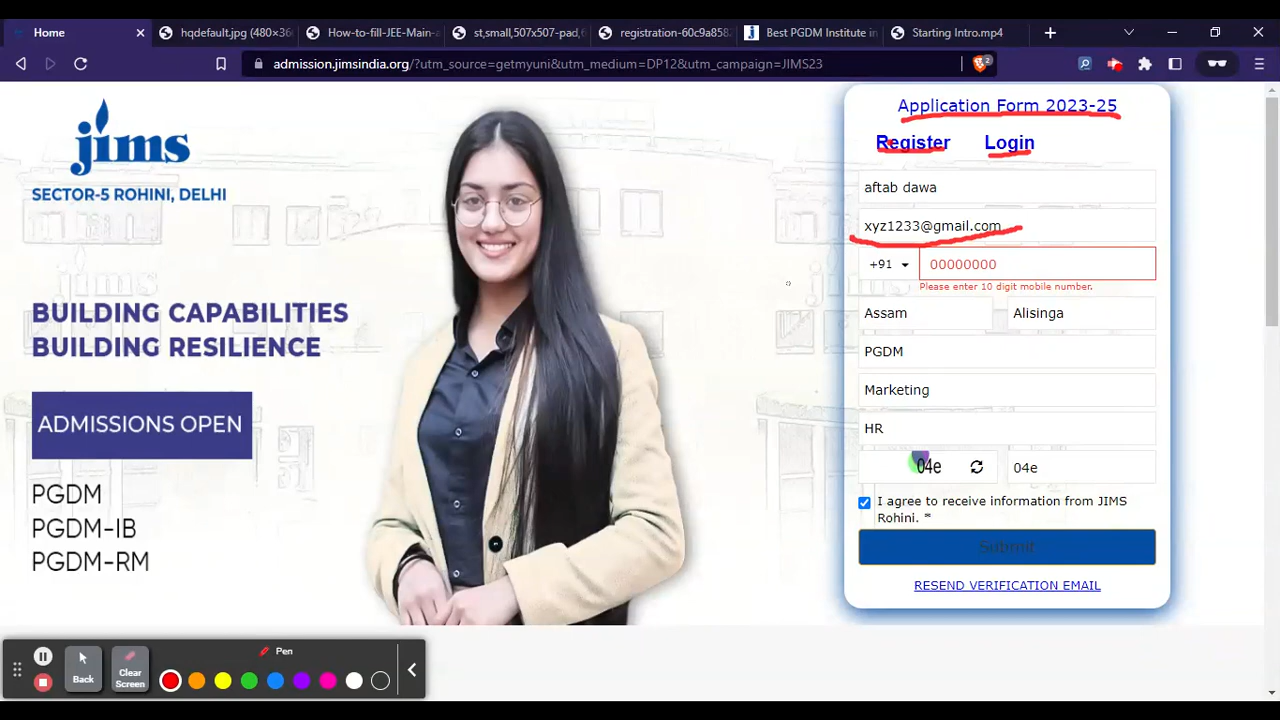 Home
hqdefault.jpg (480×36
How-to-fill-JEE-Main-a
st,small,507x507-pad,6
registration-60c9a858
Best PGDM Institute in
Starting Intro.mp4
admission.jimsindia.org/?utm_source=getmyuni&utm_medium=DP12&utm_campaign=JIMS23
2
jims
SECTOR-5 ROHINI, DELHI
BUILDING CAPABILITIES
BUILDING RESILIENCE
ADMISSIONS OPEN
PGDM
PGDM-IB
PGDM-RM
Application Form 2023-25
Register Login
aftab dawa
xyz1233@gmail.com
+91 00000000
Please enter 10 digit mobile number.
Assam Alisinga
PGDM
Marketing
HR
04e 04e
I agree to receive information from JIMS
Rohini. *
Submit
RESEND VERIFICATION EMAIL
Pen
Back
Clear
Screen